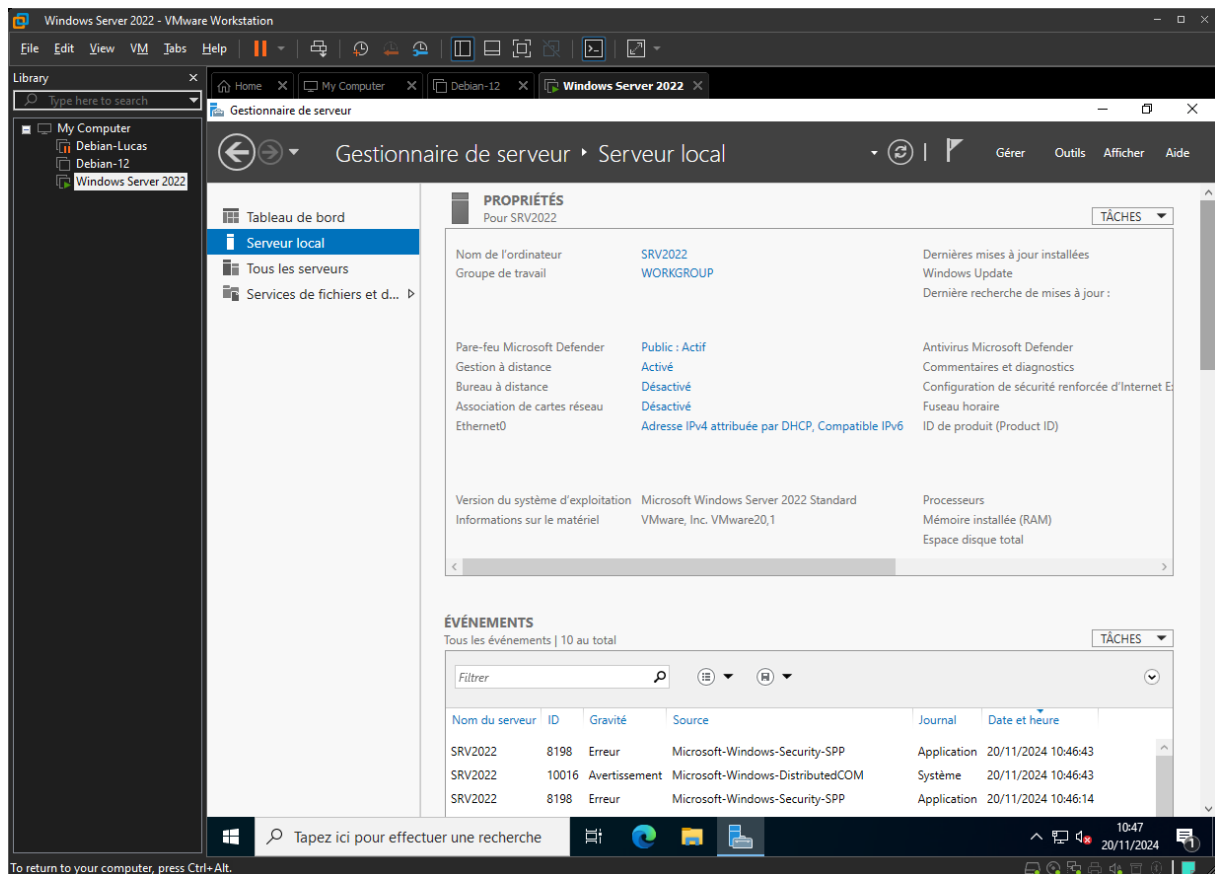 Windows Server 2022 - VMware Workstation
File Edit View VM Tabs Help
Library
Type here to search
My Computer
Debian-Lucas
Debian-12
Windows Server 2022
Home My Computer Debian-12 Windows Server 2022
Gestionnaire de serveur
Gestionnaire de serveur Serveur local
Gérer Outils Afficher Aide
Tableau de bord
Serveur local
Tous les serveurs
Services de fichiers et d...
PROPRIÉTÉS
Pour SRV2022
TÂCHES
Nom de l'ordinateur SRV2022 Dernières mises à jour installées
Groupe de travail WORKGROUP Windows Update
Dernière recherche de mises à jour :
Pare-feu Microsoft Defender Public : Actif Antivirus Microsoft Defender
Gestion à distance Activé Commentaires et diagnostics
Bureau à distance Désactivé Configuration de sécurité renforcée d'Internet E
Association de cartes réseau Désactivé Fuseau horaire
Ethernet0 Adresse IPv4 attribuée par DHCP, Compatible IPv6 ID de produit (Product ID)
Version du système d'exploitation Microsoft Windows Server 2022 Standard Processeurs
Informations sur le matériel VMware, Inc. VMware20,1 Mémoire installée (RAM)
Espace disque total
ÉVÉNEMENTS
Tous les événements | 10 au total
TÂCHES
Filtrer
Nom du serveur ID Gravité Source Journal Date et heure
SRV2022 8198 Erreur Microsoft-Windows-Security-SPP Application 20/11/2024 10:46:43
SRV2022 10016 Avertissement Microsoft-Windows-DistributedCOM Système 20/11/2024 10:46:43
SRV2022 8198 Erreur Microsoft-Windows-Security-SPP Application 20/11/2024 10:46:14
Tapez ici pour effectuer une recherche
10:47
20/11/2024
1
To return to your computer, press Ctrl+Alt.